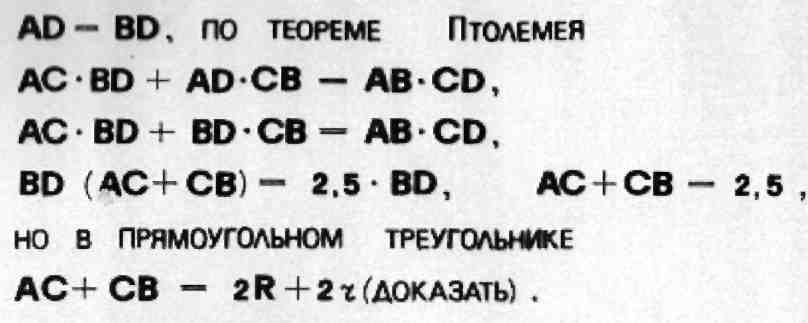 AD — BD, ПО ТЕОРЕМЕ ПТОЛЕМЕЯ
AC · BD + AD · CB — AB · CD,
AC · BD + BD · CB — AB · CD,
BD (AC + CB) — 2,5 · BD, AC + CB — 2,5,
НО В ПРЯМОУГОЛЬНОМ ТРЕУГОЛЬНИКЕ
AC + CB — 2R + 2r (ДОКАЗАТЬ).